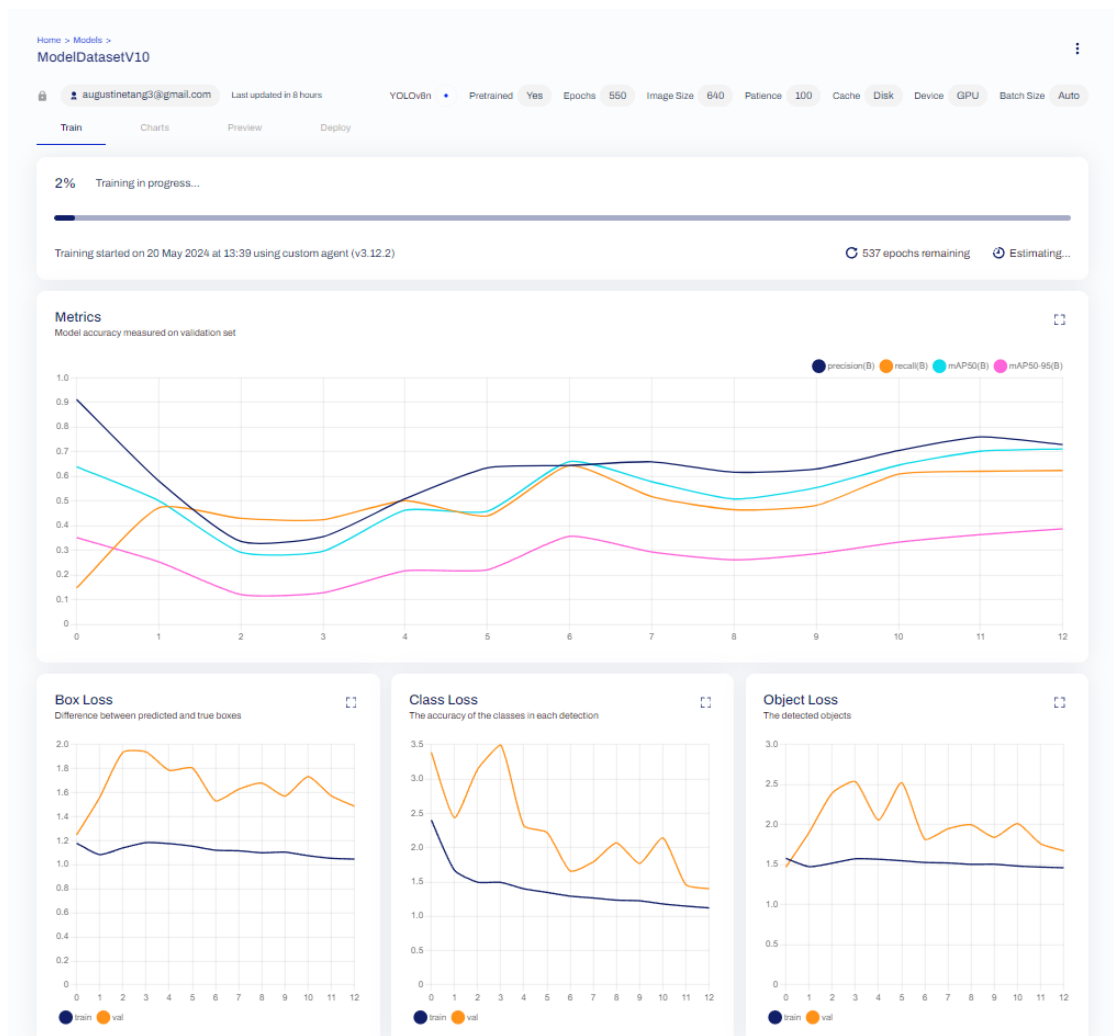 Home > Models >
ModelDatasetV10
augustinetang3@gmail.com Last updated in 8 hours YOLOv8n Pretrained Yes Epochs 550 Image Size 640 Patience 100 Cache Disk Device GPU Batch Size Auto
Train Charts Preview Deploy
2% Training in progress...
Training started on 20 May 2024 at 13:39 using custom agent (v3.12.2) 537 epochs remaining Estimating...
Metrics
Model accuracy measured on validation set
precision(B) recall(B) mAP50(B) mAP50-95(B)
1.0
0.9
0.8
0.7
0.6
0.5
0.4
0.3
0.2
0.1
0
0 1 2 3 4 5 6 7 8 9 10 11 12
Box Loss
Difference between predicted and true boxes
2.0
1.8
1.6
1.4
1.2
1.0
0.8
0.6
0.4
0.2
0
0 1 2 3 4 5 6 7 8 9 10 11 12
train val
Class Loss
The accuracy of the classes in each detection
3.5
3.0
2.5
2.0
1.5
1.0
0.5
0
0 1 2 3 4 5 6 7 8 9 10 11 12
train val
Object Loss
The detected objects
3.0
2.5
2.0
1.5
1.0
0.5
0
0 1 2 3 4 5 6 7 8 9 10 11 12
train val